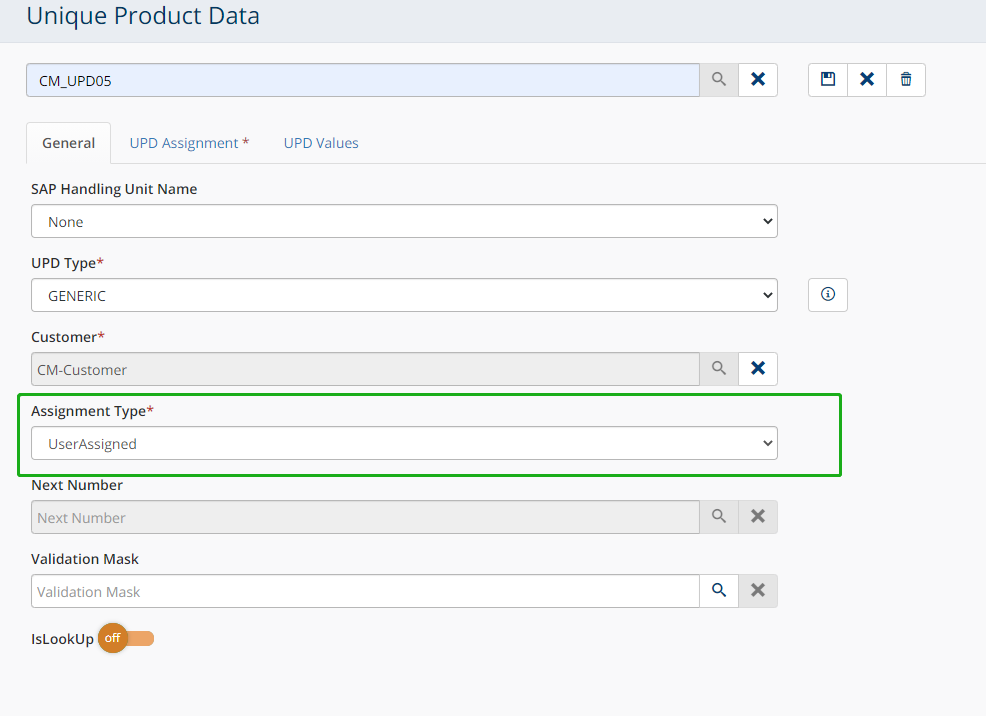 Unique Product Data
CM_UPD05
General UPD Assignment * UPD Values
SAP Handling Unit Name
None
UPD Type*
GENERIC
Customer*
CM-Customer
Assignment Type*
UserAssigned
Next Number
Next Number
Validation Mask
Validation Mask
IsLookUp off